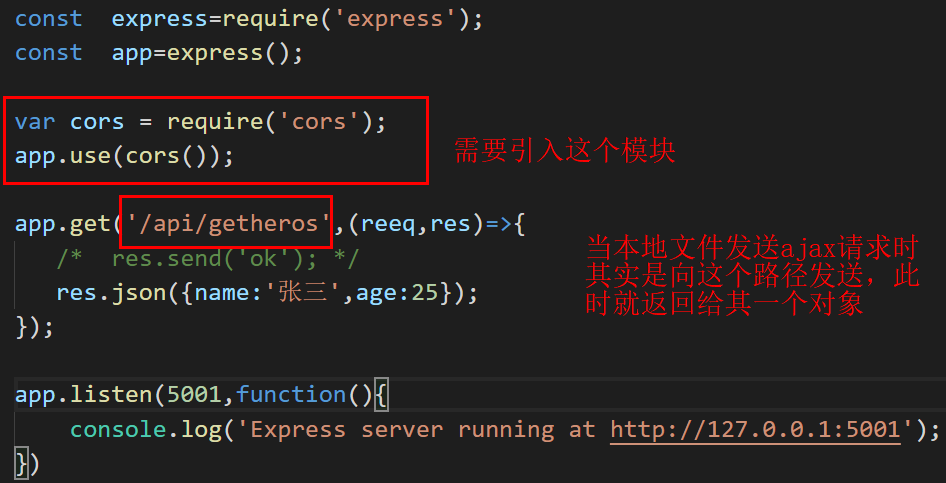 const  express=require('express');
const  app=express();
var cors = require('cors');
app.use(cors());
需要引入这个模块
app.get('/api/getheros',(reeq,res)=>{
/*  res.send('ok'); */
res.json({name:'张三',age:25});
});
当本地文件发送ajax请求时
其实是向这个路径发送，此
时就返回给其一个对象
app.listen(5001,function(){
console.log('Express server running at http://127.0.0.1:5001');
})